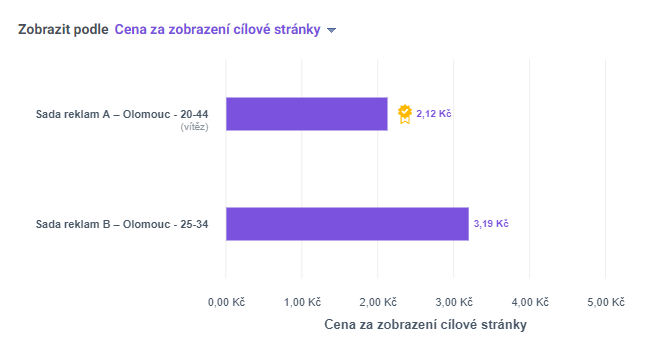 Zobrazit podle Cena za zobrazení cílové stránky
Sada reklam A – Olomouc - 20-44
(vítěz)
2,12 Kč
Sada reklam B – Olomouc - 25-34
3,19 Kč
0,00 Kč 1,00 Kč 2,00 Kč 3,00 Kč 4,00 Kč 5,00 Kč
Cena za zobrazení cílové stránky